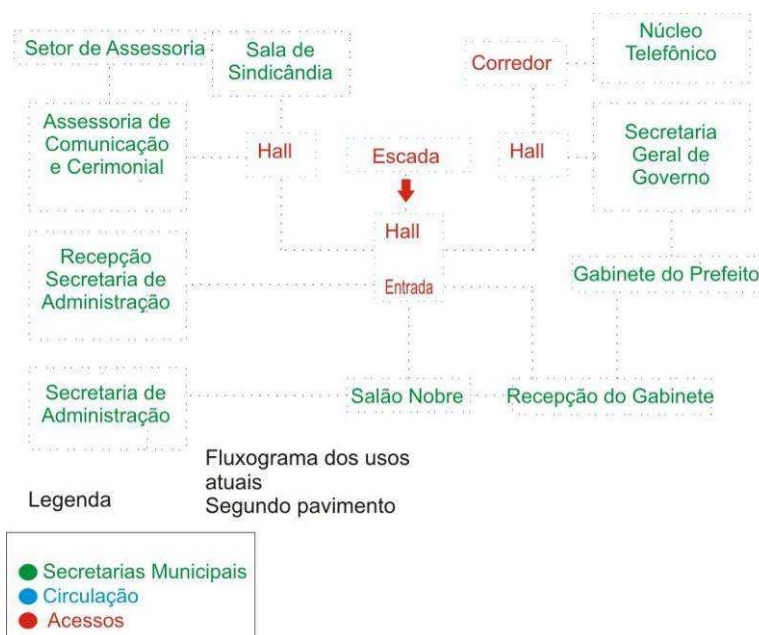 Setor de Assessoria
Sala de
Sindicândia
Corredor
Núcleo
Telefônico
Assessoria de
Comunicação
e Cerimonial
Hall
Escada
Hall
Secretaria
Geral de
Governo
Hall
Entrada
Recepção
Secretaria de
Administração
Gabinete do Prefeito
Secretaria de
Administração
Salão Nobre
Recepção do Gabinete
Fluxograma dos usos
atuais
Segundo pavimento
Legenda
Secretarias Municipais
Circulação
Acessos